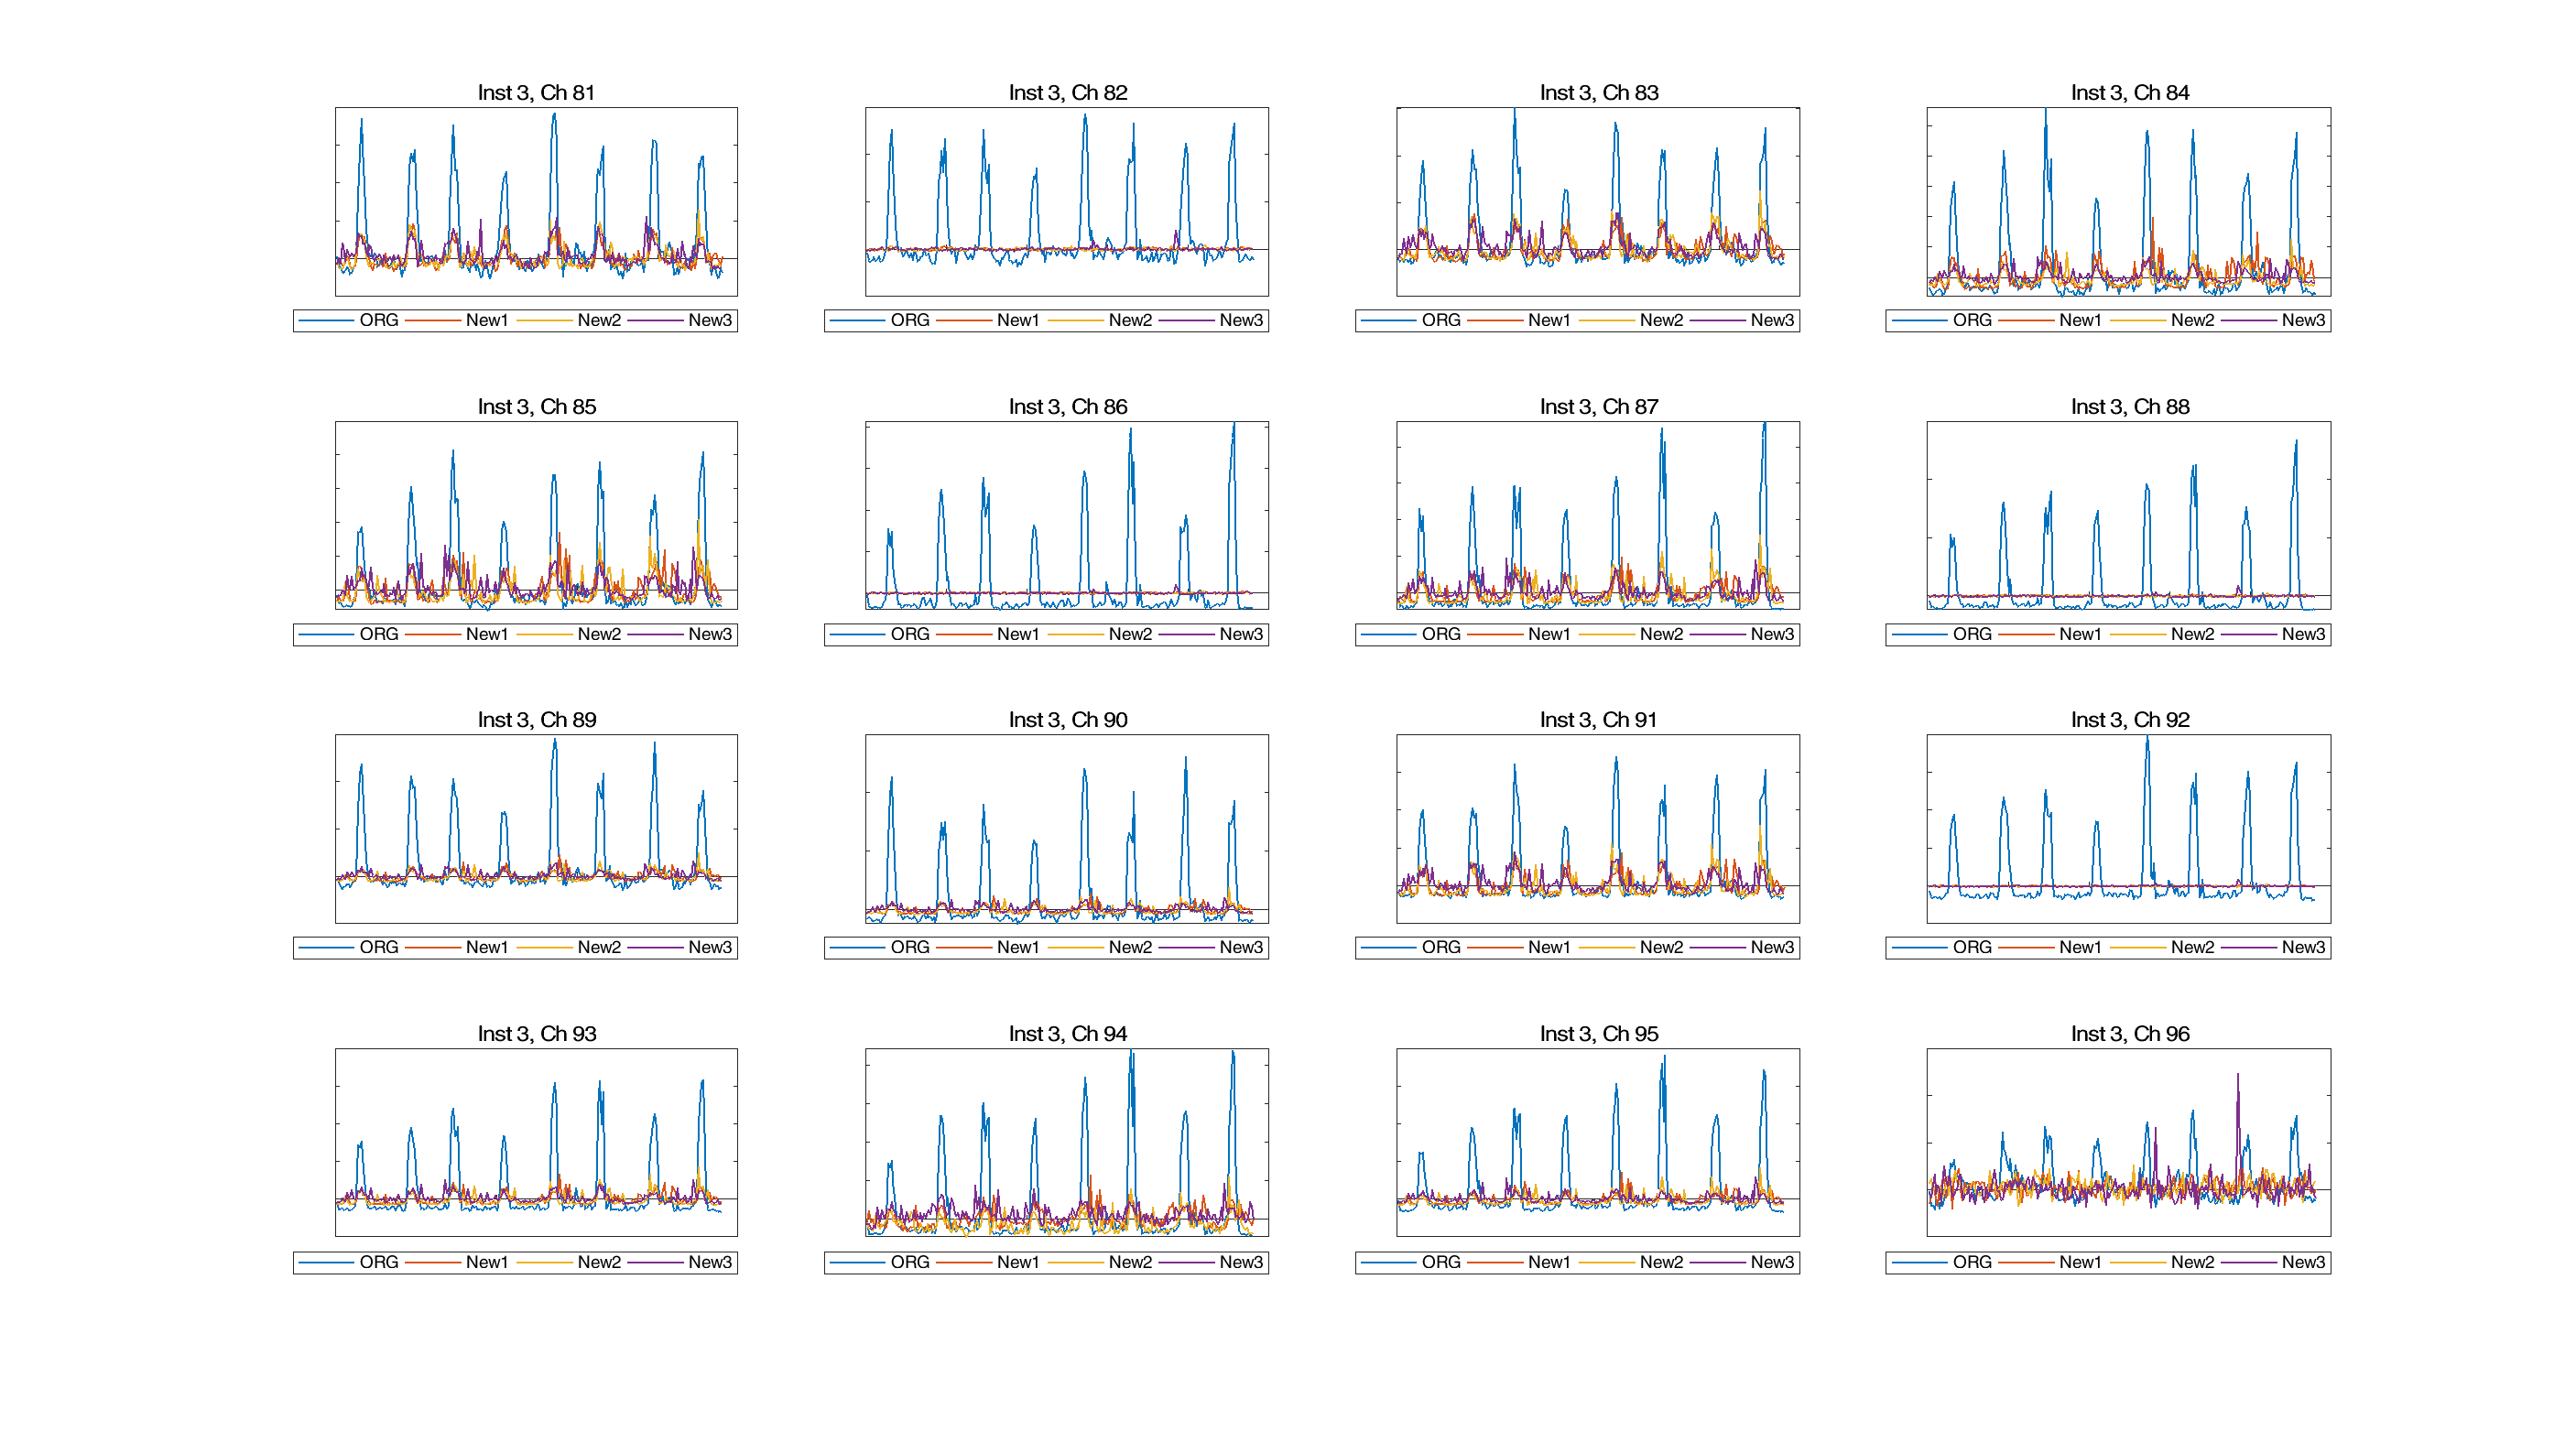 Inst 3, Ch 81
Inst 3, Ch 82
Inst 3, Ch 83
Inst 3, Ch 84
ORG New1 New2 New3
ORG New1 New2 New3
ORG New1 New2 New3
ORG New1 New2 New3
Inst 3, Ch 85
Inst 3, Ch 86
Inst 3, Ch 87
Inst 3, Ch 88
ORG New1 New2 New3
ORG New1 New2 New3
ORG New1 New2 New3
ORG New1 New2 New3
Inst 3, Ch 89
Inst 3, Ch 90
Inst 3, Ch 91
Inst 3, Ch 92
ORG New1 New2 New3
ORG New1 New2 New3
ORG New1 New2 New3
ORG New1 New2 New3
Inst 3, Ch 93
Inst 3, Ch 94
Inst 3, Ch 95
Inst 3, Ch 96
ORG New1 New2 New3
ORG New1 New2 New3
ORG New1 New2 New3
ORG New1 New2 New3